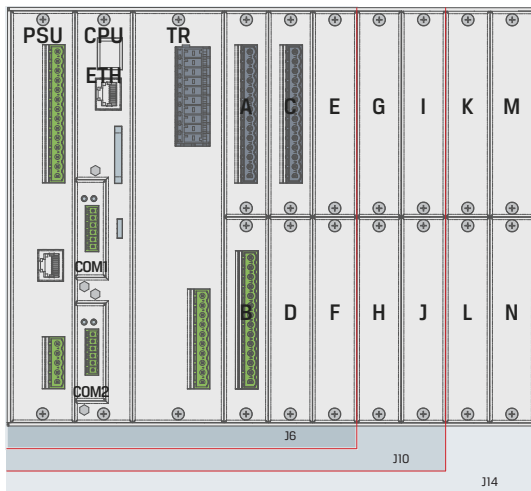 PSU CPU TR
ETH
A C E G I K M
COM1
B D F H J L N
COM2
J6
J10
J14